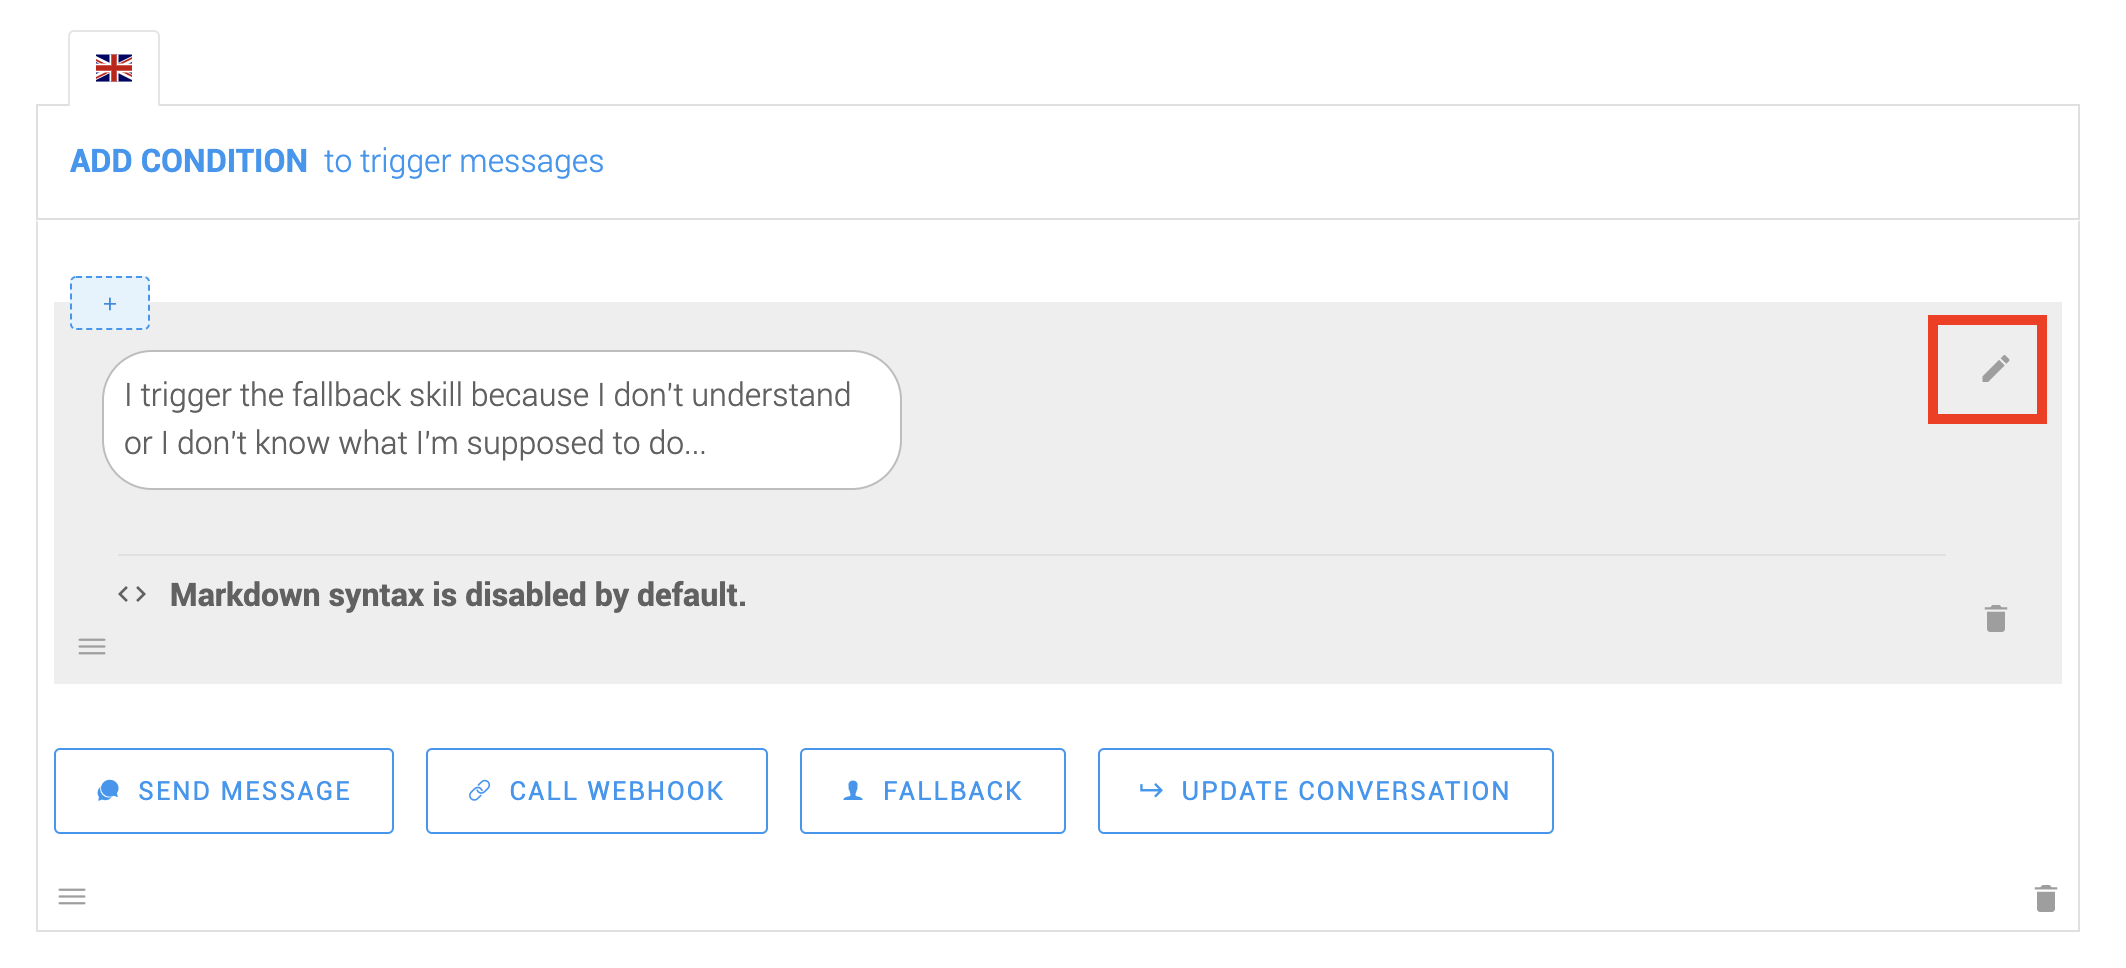 ADD CONDITION to trigger messages
+
I trigger the fallback skill because I don't understand
or I don't know what I'm supposed to do...
<> Markdown syntax is disabled by default.
SEND MESSAGE CALL WEBHOOK FALLBACK UPDATE CONVERSATION